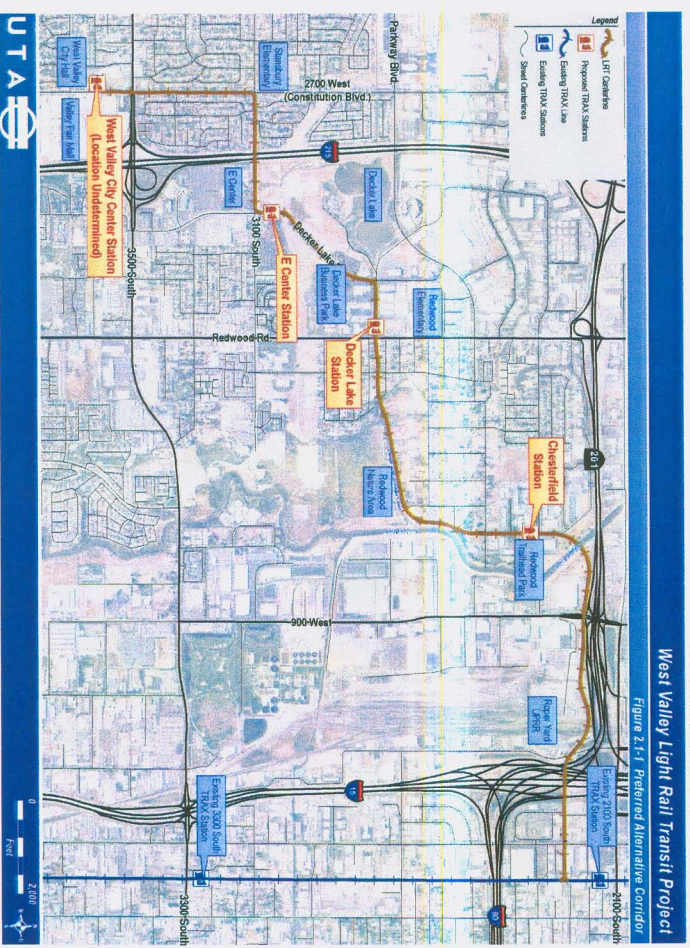 West Valley Light Rail Transit Project
Figure 2.1-1 Preferred Alternative Corridor
Legend
LRT Centerline
Proposed TRAX Stations
Existing TRAX Line
Existing TRAX Stations
Street Centerlines
201
2100 South
Existing 2100 South
TRAX Station
Roper Yard
UPRR
Chesterfield
Station
Redwood
Trailhead Park
80
Parkway Blvd.
Redwood
Elementary
Redwood
Nature Area
Decker Lake
Decker Lake
Station
Decker Lake
Business Park
Decker Lake
215
15
900 West
2700 West
(Constitution Blvd.)
Redwood Rd.
Stansbury
Elementary
E Center
3100 South
E Center Station
3500 South
3300 South
Existing 3300 South
TRAX Station
West Valley
City Hall
Valley Fair Mall
West Valley City Center Station
(Location Undetermined)
UTA
0
2,000
Feet